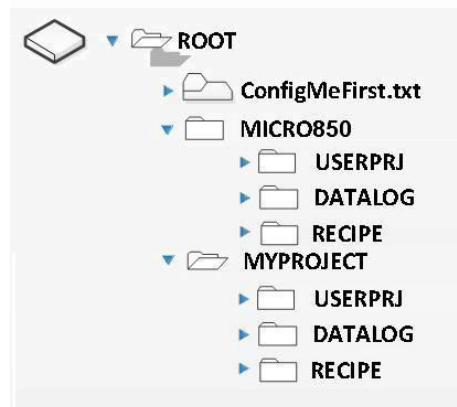 ROOT
ConfigMeFirst.txt
MICRO850
USERPRJ
DATALOG
RECIPE
MYPROJECT
USERPRJ
DATALOG
RECIPE